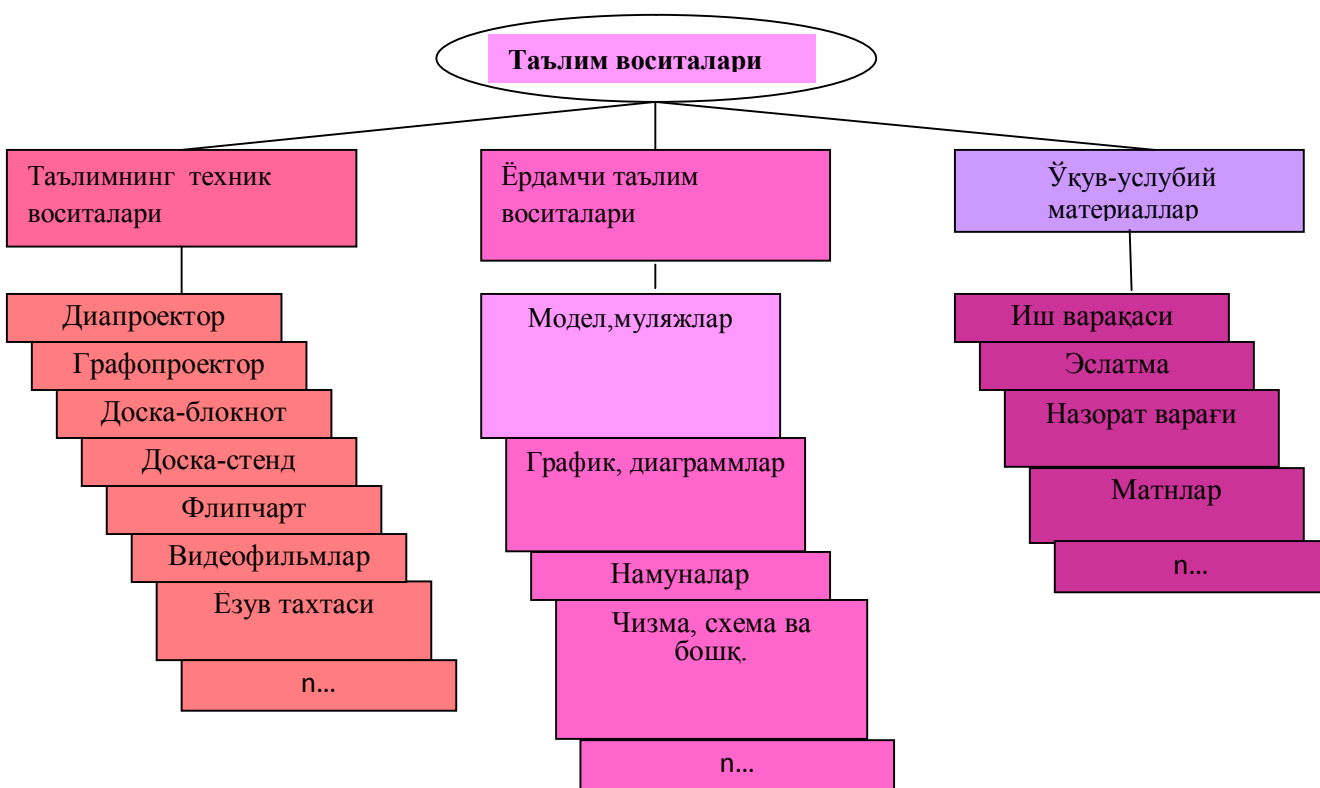 Таълим воситалари
Таълимнинг техник
воситалари
Диапроектор
Графопроектор
Доска-блокнот
Доска-стенд
Флипчарт
Видеофильмлар
Езув тахтаси
n...
Ёрдамчи таълим
воситалари
Модел,муляжлар
График, диаграммлар
Намуналар
Чизма, схема ва
бошқ.
n...
Ўқув-услубий
материаллар
Иш варақаси
Эслатма
Назорат варағи
Матнлар
n...